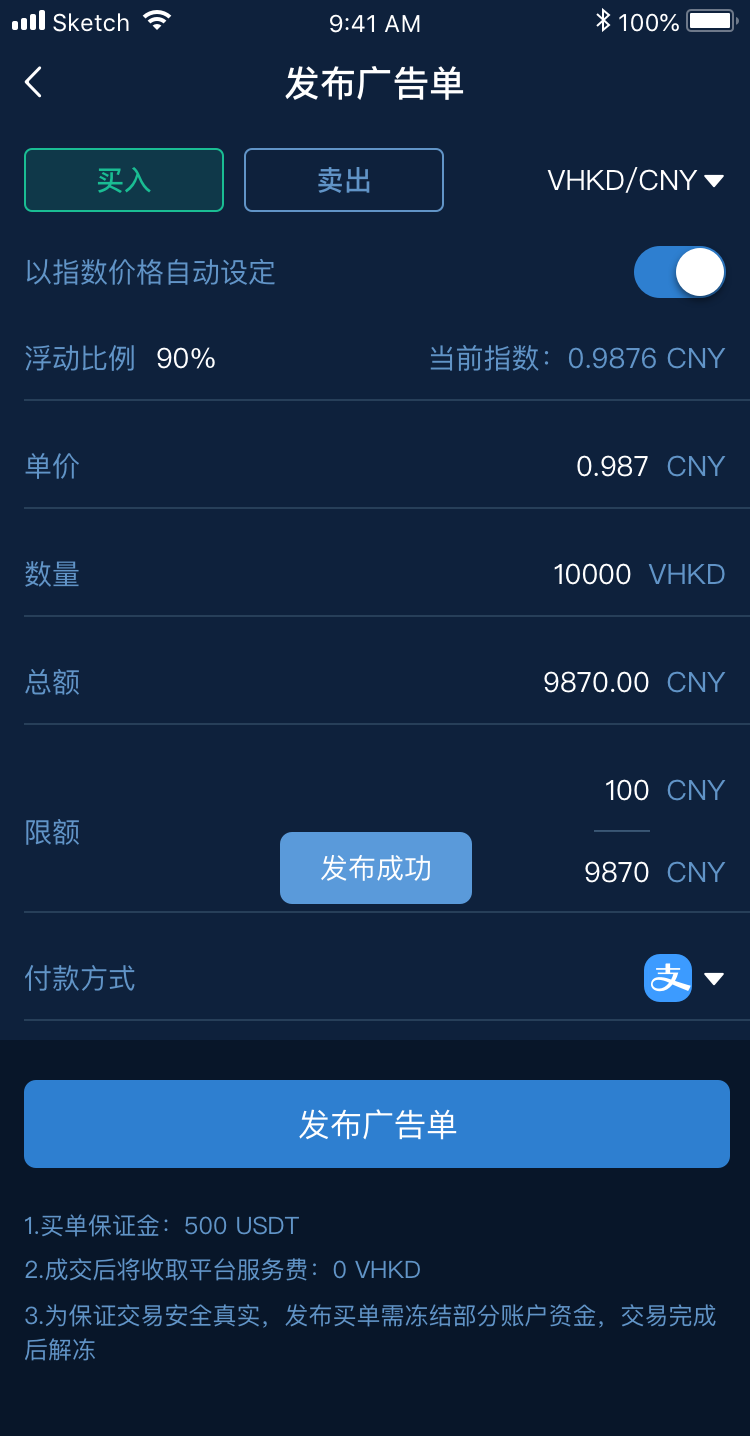 Sketch 9:41 AM 100%
发布广告单
买入 卖出 VHKD/CNY
以指数价格自动设定
浮动比例 90% 当前指数：0.9876 CNY
单价 0.987 CNY
数量 10000 VHKD
总额 9870.00 CNY
100 CNY
限额
发布成功 9870 CNY
付款方式 支
发布广告单
1.买单保证金：500 USDT
2.成交后将收取平台服务费：0 VHKD
3.为保证交易安全真实，发布买单需冻结部分账户资金，交易完成
后解冻